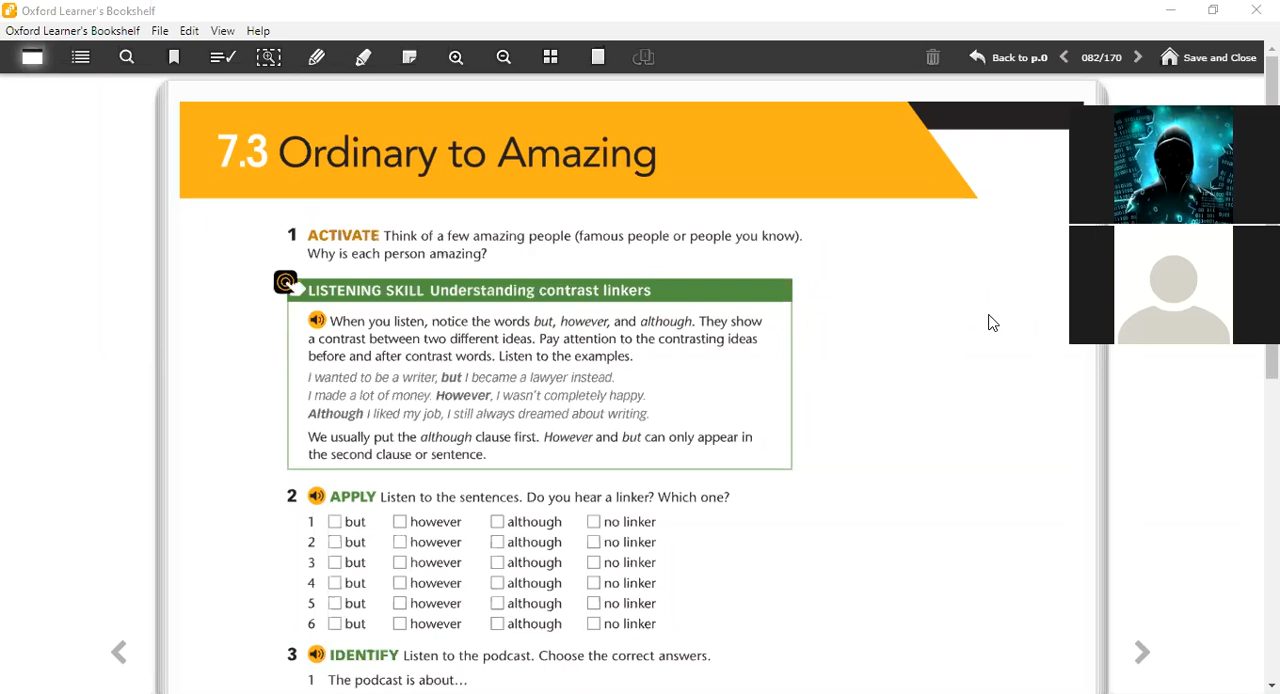 Oxford Learner's Bookshelf
Oxford Learner's Bookshelf File Edit View Help
Back to p.0 082/170 Save and Close
7.3 Ordinary to Amazing
1 ACTIVATE Think of a few amazing people (famous people or people you know).
Why is each person amazing?
LISTENING SKILL Understanding contrast linkers
When you listen, notice the words but, however, and although. They show
a contrast between two different ideas. Pay attention to the contrasting ideas
before and after contrast words. Listen to the examples.
I wanted to be a writer, but I became a lawyer instead.
I made a lot of money. However, I wasn't completely happy.
Although I liked my job, I still always dreamed about writing.
We usually put the although clause first. However and but can only appear in
the second clause or sentence.
2 APPLY Listen to the sentences. Do you hear a linker? Which one?
1 but however although no linker
2 but however although no linker
3 but however although no linker
4 but however although no linker
5 but however although no linker
6 but however although no linker
3 IDENTIFY Listen to the podcast. Choose the correct answers.
1 The podcast is about...